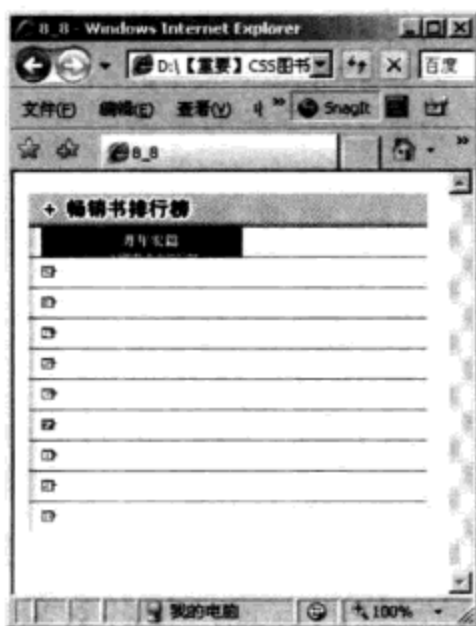 8_8 - Windows Internet Explorer
D:\【重要】CSS图书
百度
文件(F) 编辑(E) 查看(V) » SnagIt
8_8 »
+ 畅销书排行榜
我的电脑 100%